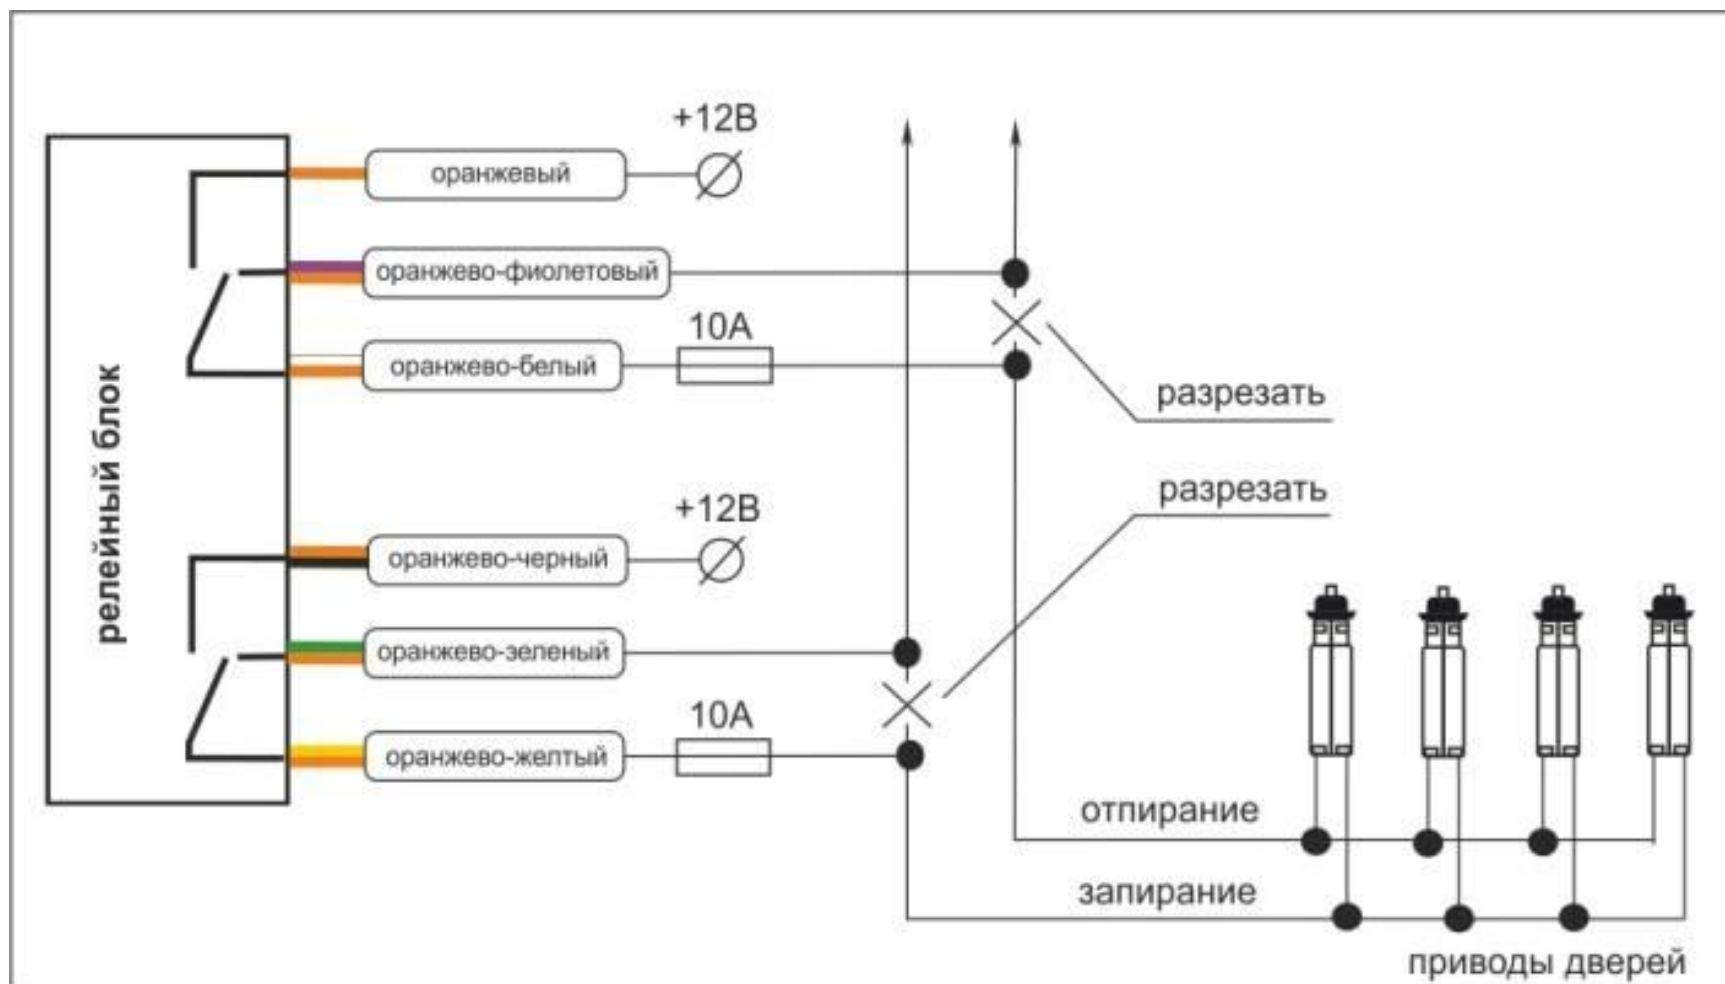 +12В
оранжевый
оранжево-фиолетовый
10А
оранжево-белый
разрезать
релейный блок
разрезать
+12В
оранжево-черный
оранжево-зеленый
10А
оранжево-желтый
отпирание
запирание
приводы дверей